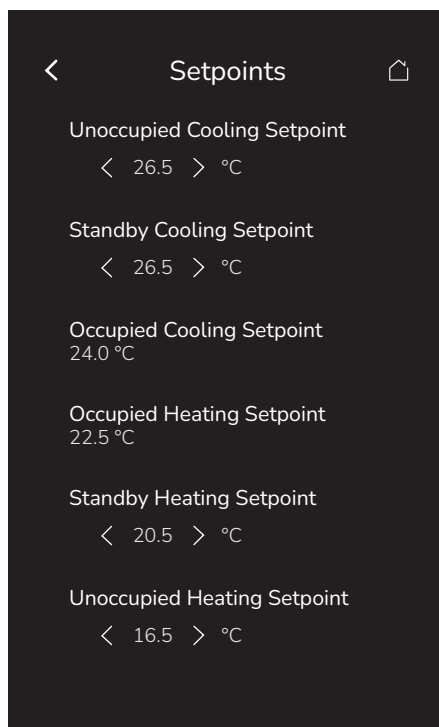 Setpoints
Unoccupied Cooling Setpoint
26.5 °C
Standby Cooling Setpoint
26.5 °C
Occupied Cooling Setpoint
24.0 °C
Occupied Heating Setpoint
22.5 °C
Standby Heating Setpoint
20.5 °C
Unoccupied Heating Setpoint
16.5 °C